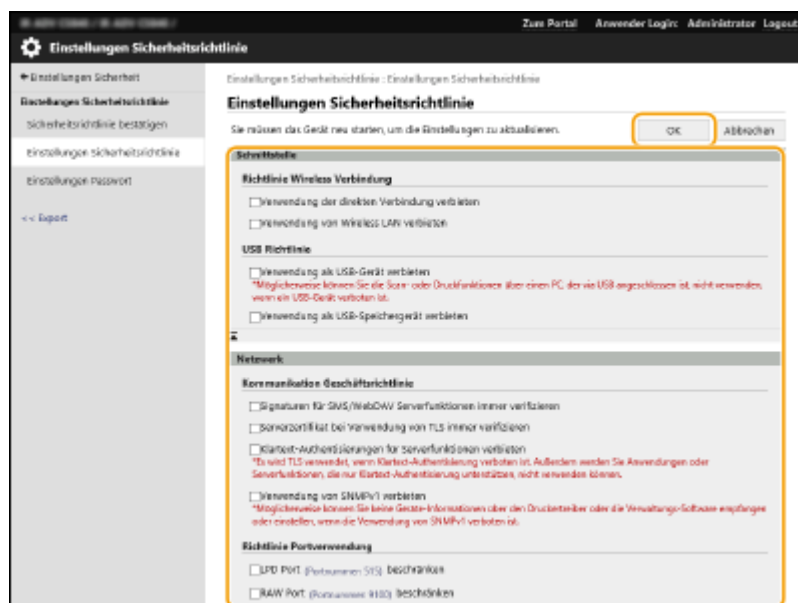 Zum Portal Anwender Login: Administrator Logout
Einstellungen Sicherheitsrichtlinie
Einstellungen Sicherheit
Einstellungen Sicherheitsrichtlinie : Einstellungen Sicherheitsrichtlinie
Einstellungen Sicherheitsrichtlinie
Einstellungen Sicherheitsrichtlinie
Sicherheitsrichtlinie bestätigen
Sie müssen das Gerät neu starten, um die Einstellungen zu aktualisieren.
OK
Abbrechen
Einstellungen Sicherheitsrichtlinie
Einstellungen Passwort
<< Export
Schnittstelle
Richtlinie Wireless Verbindung
Verwendung der direkten Verbindung verbieten
Verwendung von Wireless LAN verbieten
USB Richtlinie
Verwendung als USB-Gerät verbieten
*Möglicherweise können Sie die Scan- oder Druckfunktionen über einen PC, der via USB angeschlossen ist, nicht verwenden,
wenn ein USB-Gerät verboten ist.
Verwendung als USB-Speichergerät verbieten
Netzwerk
Kommunikation Geschäftsrichtlinie
Signaturen für SMS/WebDAV Serverfunktionen immer verifizieren
Serverzertifikat bei Verwendung von TLS immer verifizieren
Klartext-Authentisierungen für Serverfunktionen verbieten
*Es wird TLS verwendet, wenn Klartext-Authentisierung verboten ist. Außerdem werden Sie Anwendungen oder
Serverfunktionen, die nur Klartext-Authentisierung unterstützen, nicht verwenden können.
Verwendung von SNMPv1 verbieten
*Möglicherweise können Sie keine Geräte-Informationen über den Druckertreiber oder die Verwaltungs-Software empfangen
oder einstellen, wenn die Verwendung von SNMPv1 verboten ist.
Richtlinie Portverwendung
LPD Port (Portnummer: 515) beschränken
RAW Port (Portnummer: 9100) beschränken